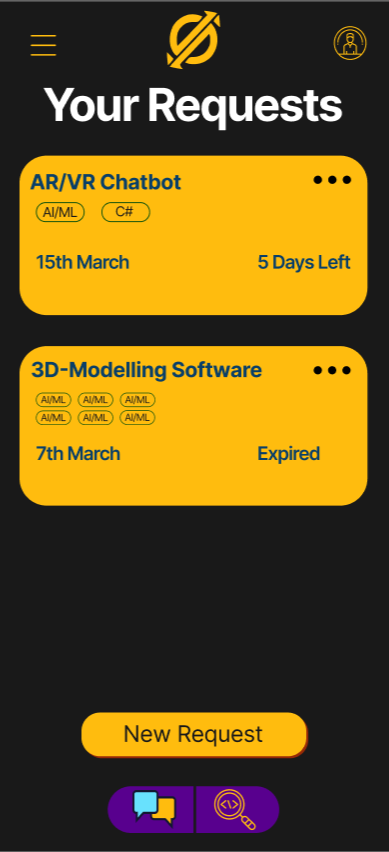 Your Requests
AR/VR Chatbot
AI/ML C#
15th March 5 Days Left
3D-Modelling Software
AI/ML AI/ML AI/ML
AI/ML AI/ML AI/ML
7th March Expired
New Request